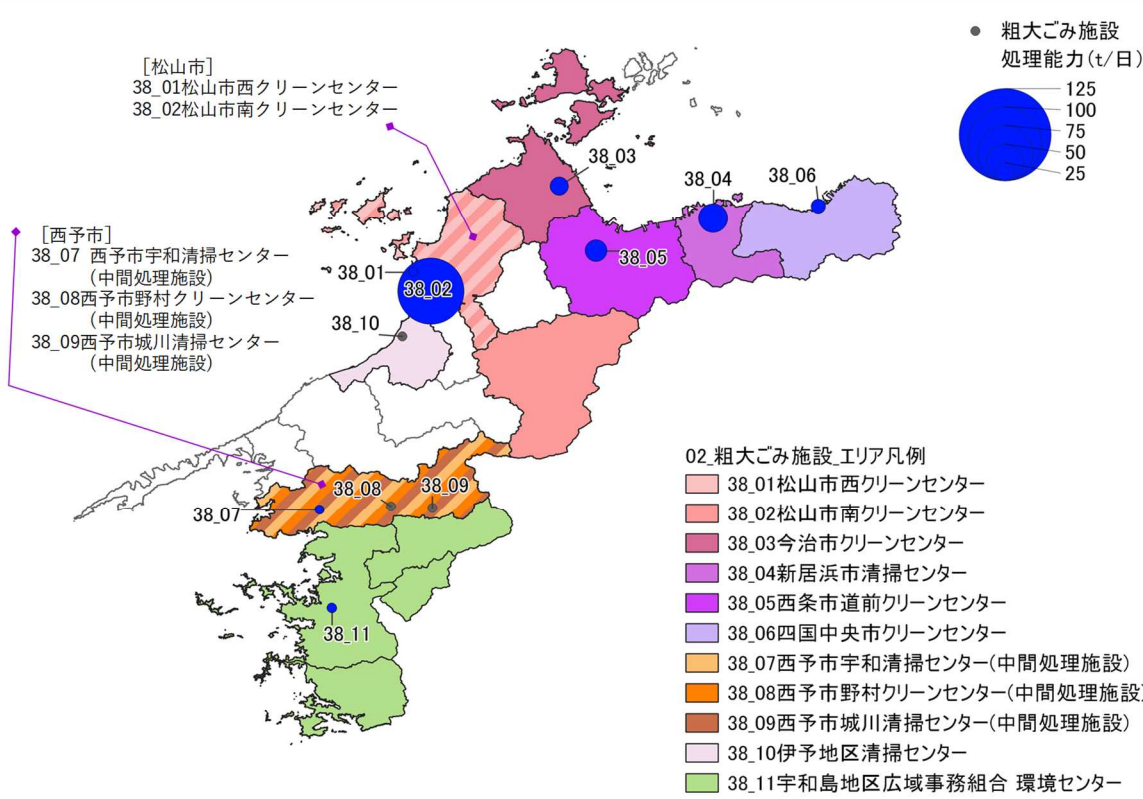 粗大ごみ施設
処理能力(t/日)
125
100
75
50
25
[松山市]
38_01松山市西クリーンセンター
38_02松山市南クリーンセンター
38_03
38_04
38_06
38_05
[西予市]
38_07 西予市宇和清掃センター
(中間処理施設)
38_08西予市野村クリーンセンター
(中間処理施設)
38_09西予市城川清掃センター
(中間処理施設)
38_01
38_02
38_10
38_08
38_09
38_07
38_11
02_粗大ごみ施設_エリア凡例
38_01松山市西クリーンセンター
38_02松山市南クリーンセンター
38_03今治市クリーンセンター
38_04新居浜市清掃センター
38_05西条市道前クリーンセンター
38_06四国中央市クリーンセンター
38_07西予市宇和清掃センター(中間処理施設)
38_08西予市野村クリーンセンター(中間処理施設)
38_09西予市城川清掃センター(中間処理施設)
38_10伊予地区清掃センター
38_11宇和島地区広域事務組合 環境センター